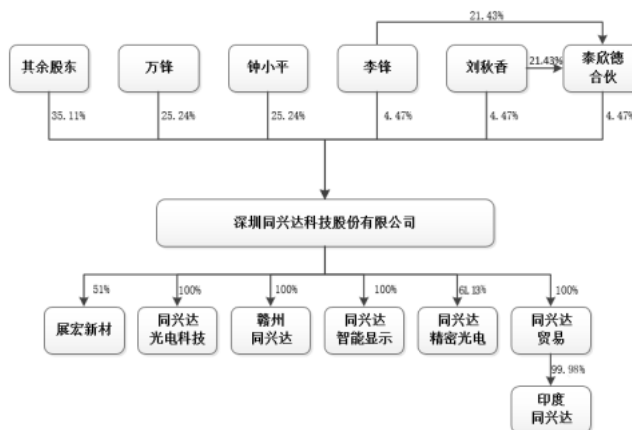 21.43%
其余股东
万锋
钟小平
李锋
刘秋香
21.43%
泰欣德
合伙
35.11%
25.24%
25.24%
4.47%
4.47%
4.47%
深圳同兴达科技股份有限公司
51%
100%
100%
100%
61.13%
100%
展宏新材
同兴达
光电科技
赣州
同兴达
同兴达
智能显示
同兴达
精密光电
同兴达
贸易
99.98%
印度
同兴达